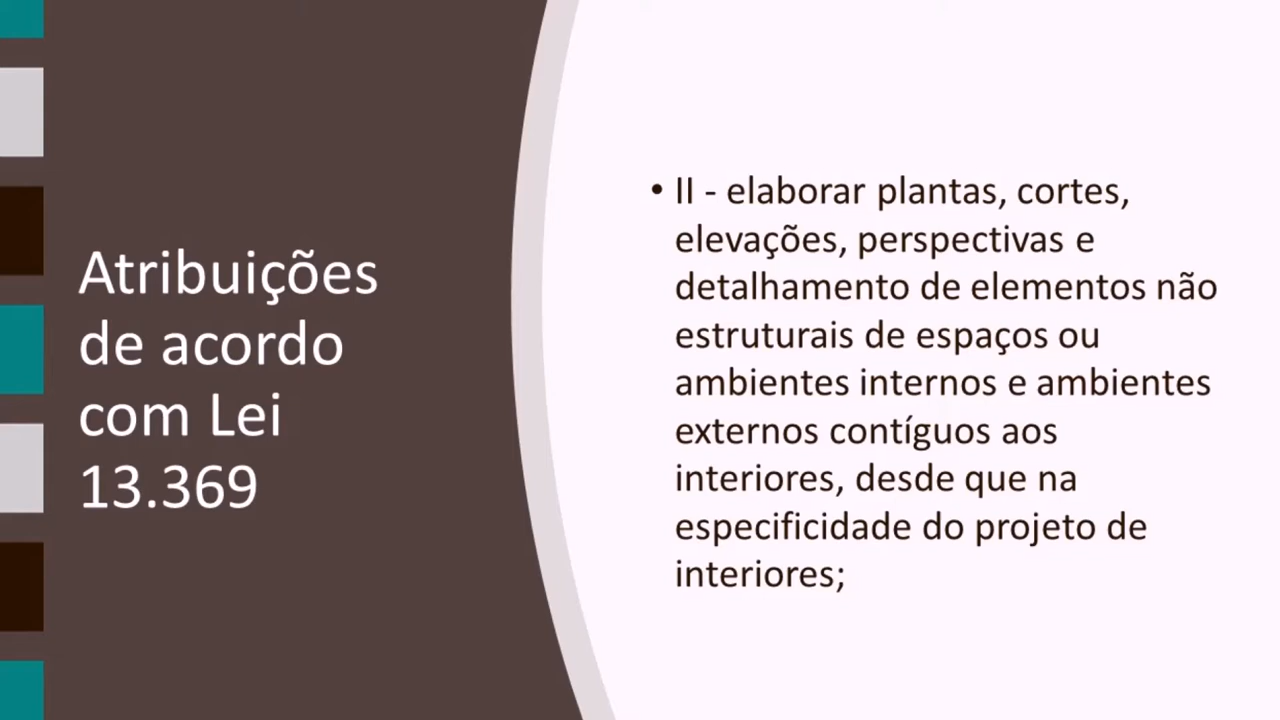 Atribuições
de acordo
com Lei
13.369
• II - elaborar plantas, cortes,
elevações, perspectivas e
detalhamento de elementos não
estruturais de espaços ou
ambientes internos e ambientes
externos contíguos aos
interiores, desde que na
especificidade do projeto de
interiores;